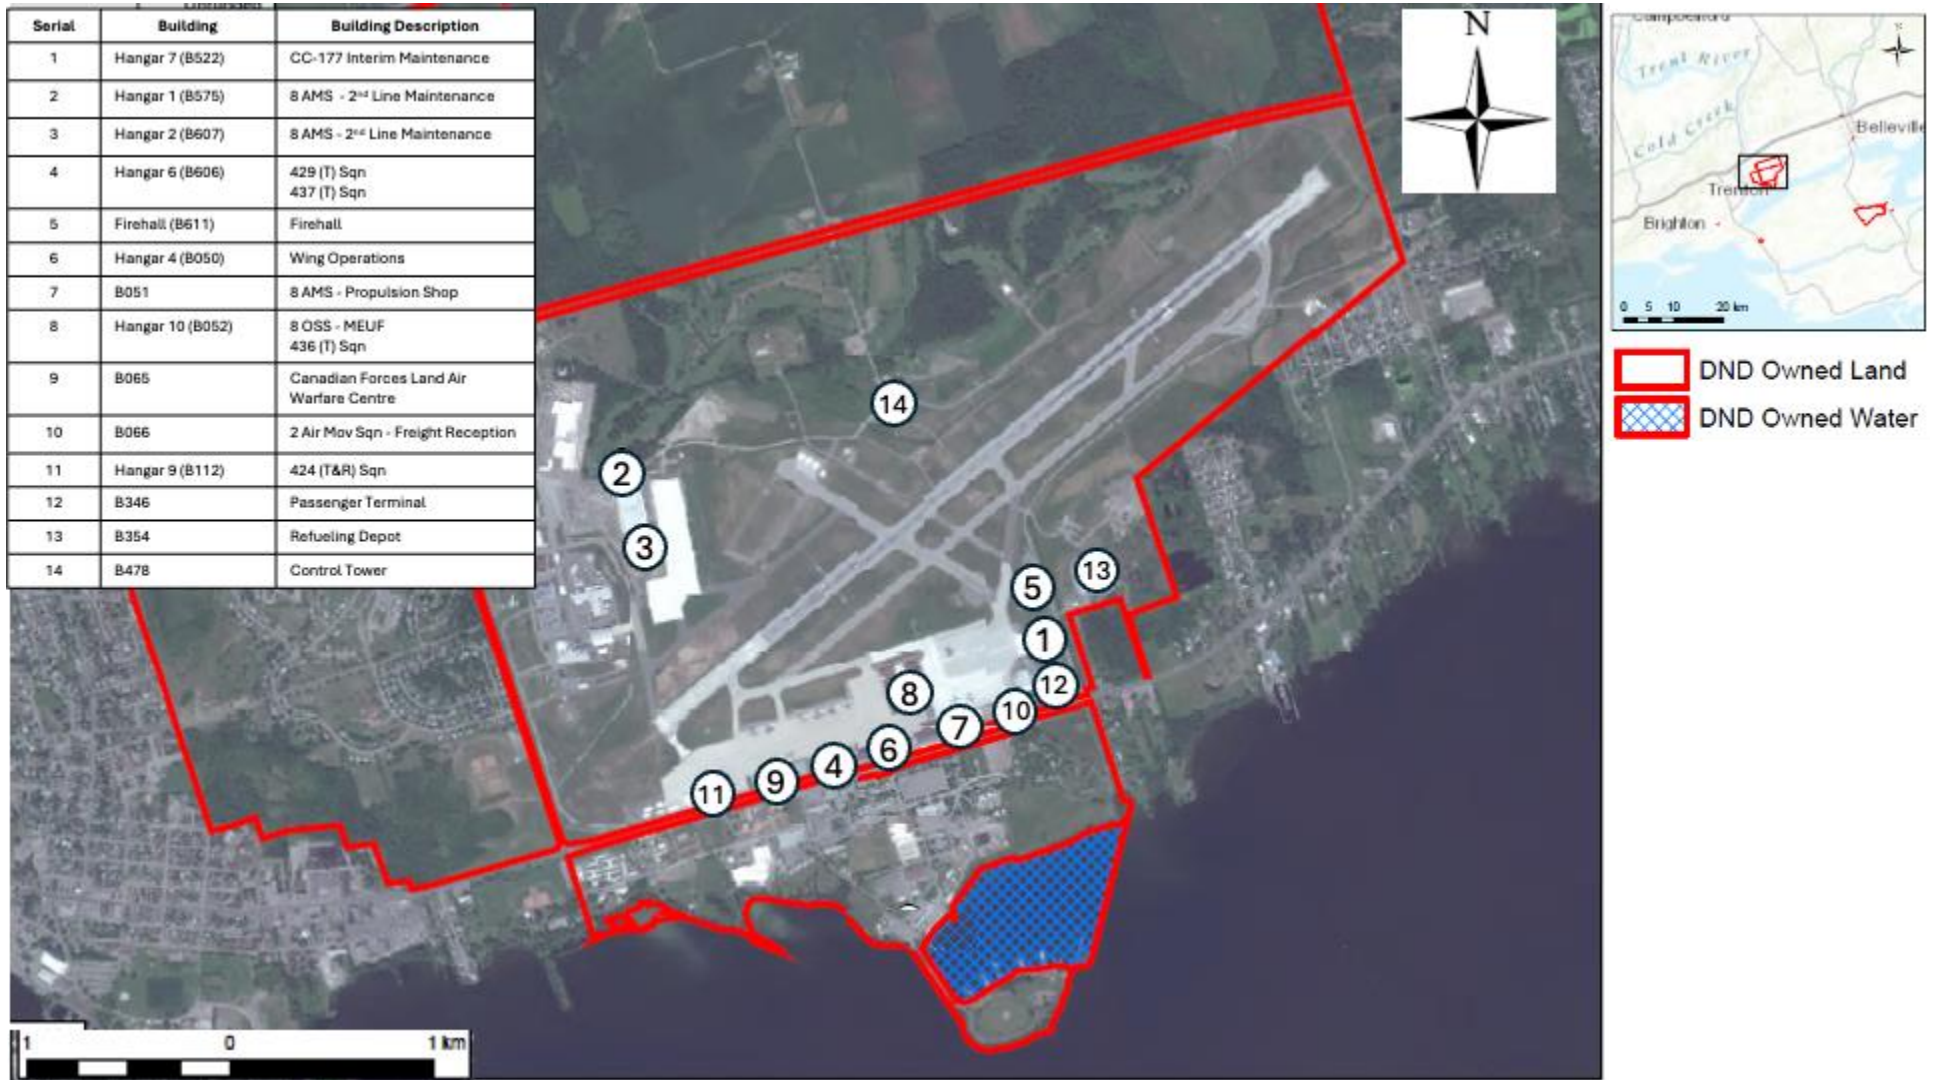 Serial Building Building Description
1 Hangar 7 (B522) CC-177 Interim Maintenance
2 Hangar 1 (B575) 8 AMS - 2nd Line Maintenance
3 Hangar 2 (B607) 8 AMS - 2nd Line Maintenance
4 Hangar 6 (B606) 429 (T) Sqn
437 (T) Sqn
5 Firehall (B611) Firehall
6 Hangar 4 (B050) Wing Operations
7 B051 8 AMS - Propulsion Shop
8 Hangar 10 (B052) 8 OSS - MEUF
436 (T) Sqn
9 B065 Canadian Forces Land Air
Warfare Centre
10 B066 2 Air Mov Sqn - Freight Reception
11 Hangar 9 (B112) 424 (T&R) Sqn
12 B346 Passenger Terminal
13 B354 Refueling Depot
14 B478 Control Tower
N
14
2
3
5
13
1
12
8
10
7
6
4
9
11
1 0 1 km
Trent River
Cold Creek
Belleville
Trenton
Brighton
0 5 10 20 km
DND Owned Land
DND Owned Water